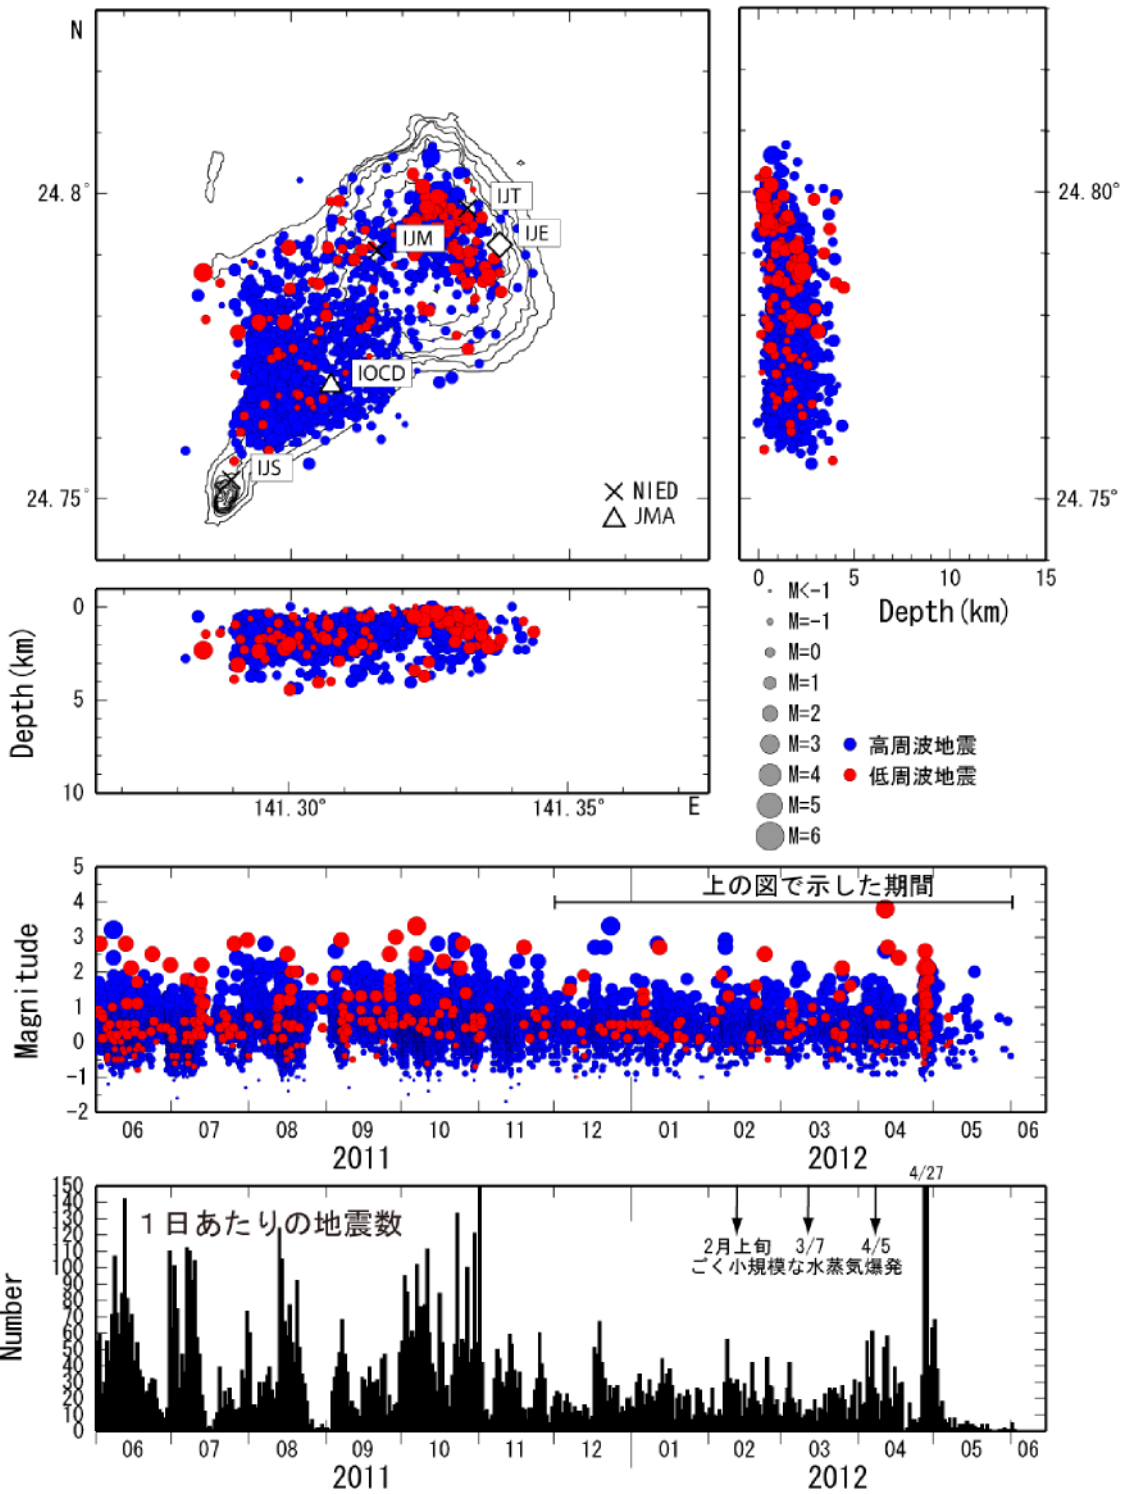 N
24.8°
24.75°
IJT
IJE
IJM
IOCD
IJS
NIED
JMA
24.80°
24.75°
0 5 10 15
Depth(km)
0
5
10
Depth(km)
141.30° 141.35° E
M<-1
M=-1
M=0
M=1
M=2
M=3
M=4
M=5
M=6
高周波地震
低周波地震
5
4
3
2
1
0
-1
-2
Magnitude
上の図で示した期間
06 07 08 09 10 11 12 01 02 03 04 05 06
2011 2012
4/27
150
140
130
120
110
100
90
80
70
60
50
40
30
20
10
0
Number
1日あたりの地震数
2月上旬 3/7 4/5
ごく小規模な水蒸気爆発
06 07 08 09 10 11 12 01 02 03 04 05 06
2011 2012